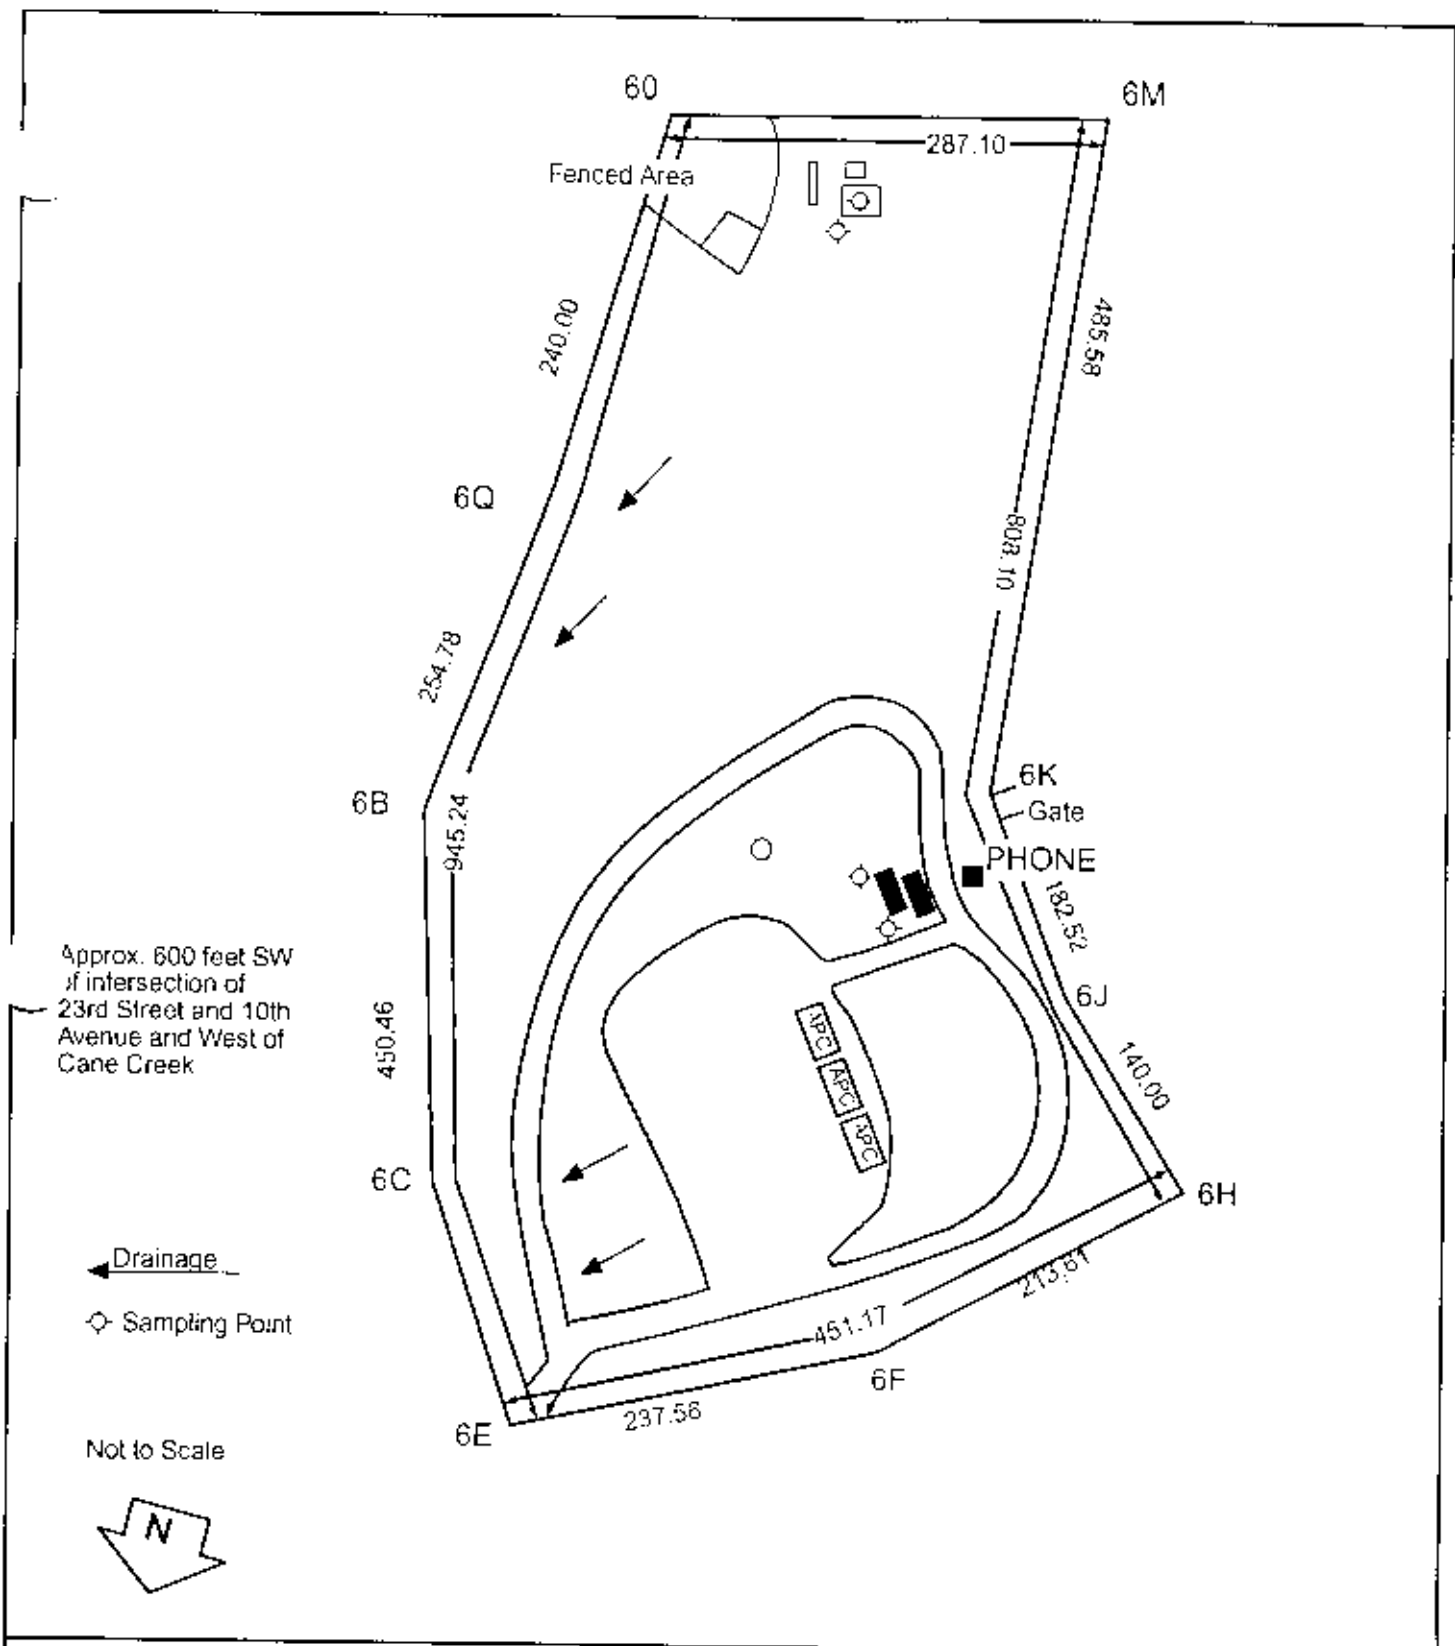 60
6M
287.10
Fenced Area
240.00
485.58
6Q
808.10
254.78
6K
Gate
6B
945.24
PHONE
182.52
Approx. 600 feet SW
of intersection of
23rd Street and 10th
Avenue and West of
Cane Creek
450.46
6J
APC
APC
APC
140.00
6C
6H
Drainage
213.61
Sampling Point
451.17
6F
237.56
6E
Not to Scale
N